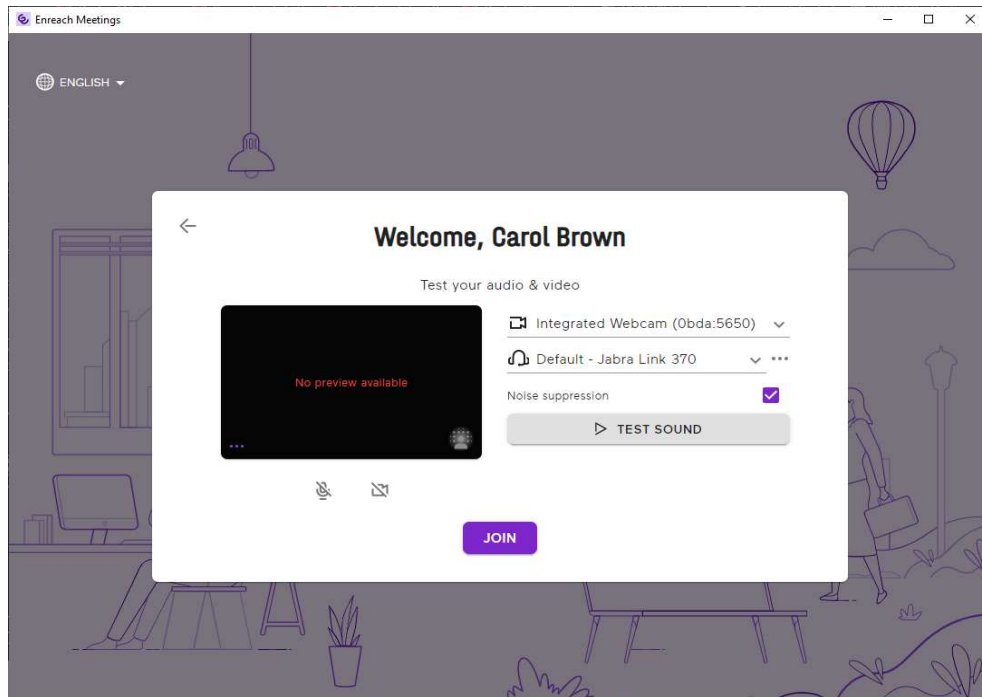 Enreach Meetings
ENGLISH
Welcome, Carol Brown
Test your audio & video
No preview available
Integrated Webcam (0bda:5650)
Default - Jabra Link 370
Noise suppression
TEST SOUND
JOIN